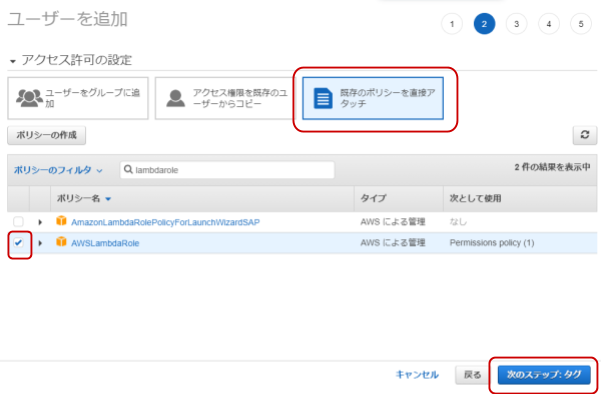 ユーザーを追加
1 2 3 4 5
アクセス許可の設定
ユーザーをグループに追
加
アクセス権限を既存のユ
ーザーからコピー
既存のポリシーを直接ア
タッチ
ポリシーの作成
ポリシーのフィルタ lambdarole 2 件の結果を表示中
ポリシー名 タイプ 次として使用
AmazonLambdaRolePolicyForLaunchWizardSAP AWS による管理 なし
AWSLambdaRole AWS による管理 Permissions policy (1)
キャンセル 戻る 次のステップ: タグ